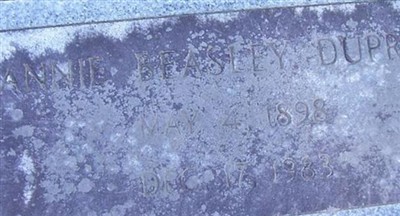 ANNIE BEASLEY DUPR
MAY 4 1898
DEC. 17, 1983